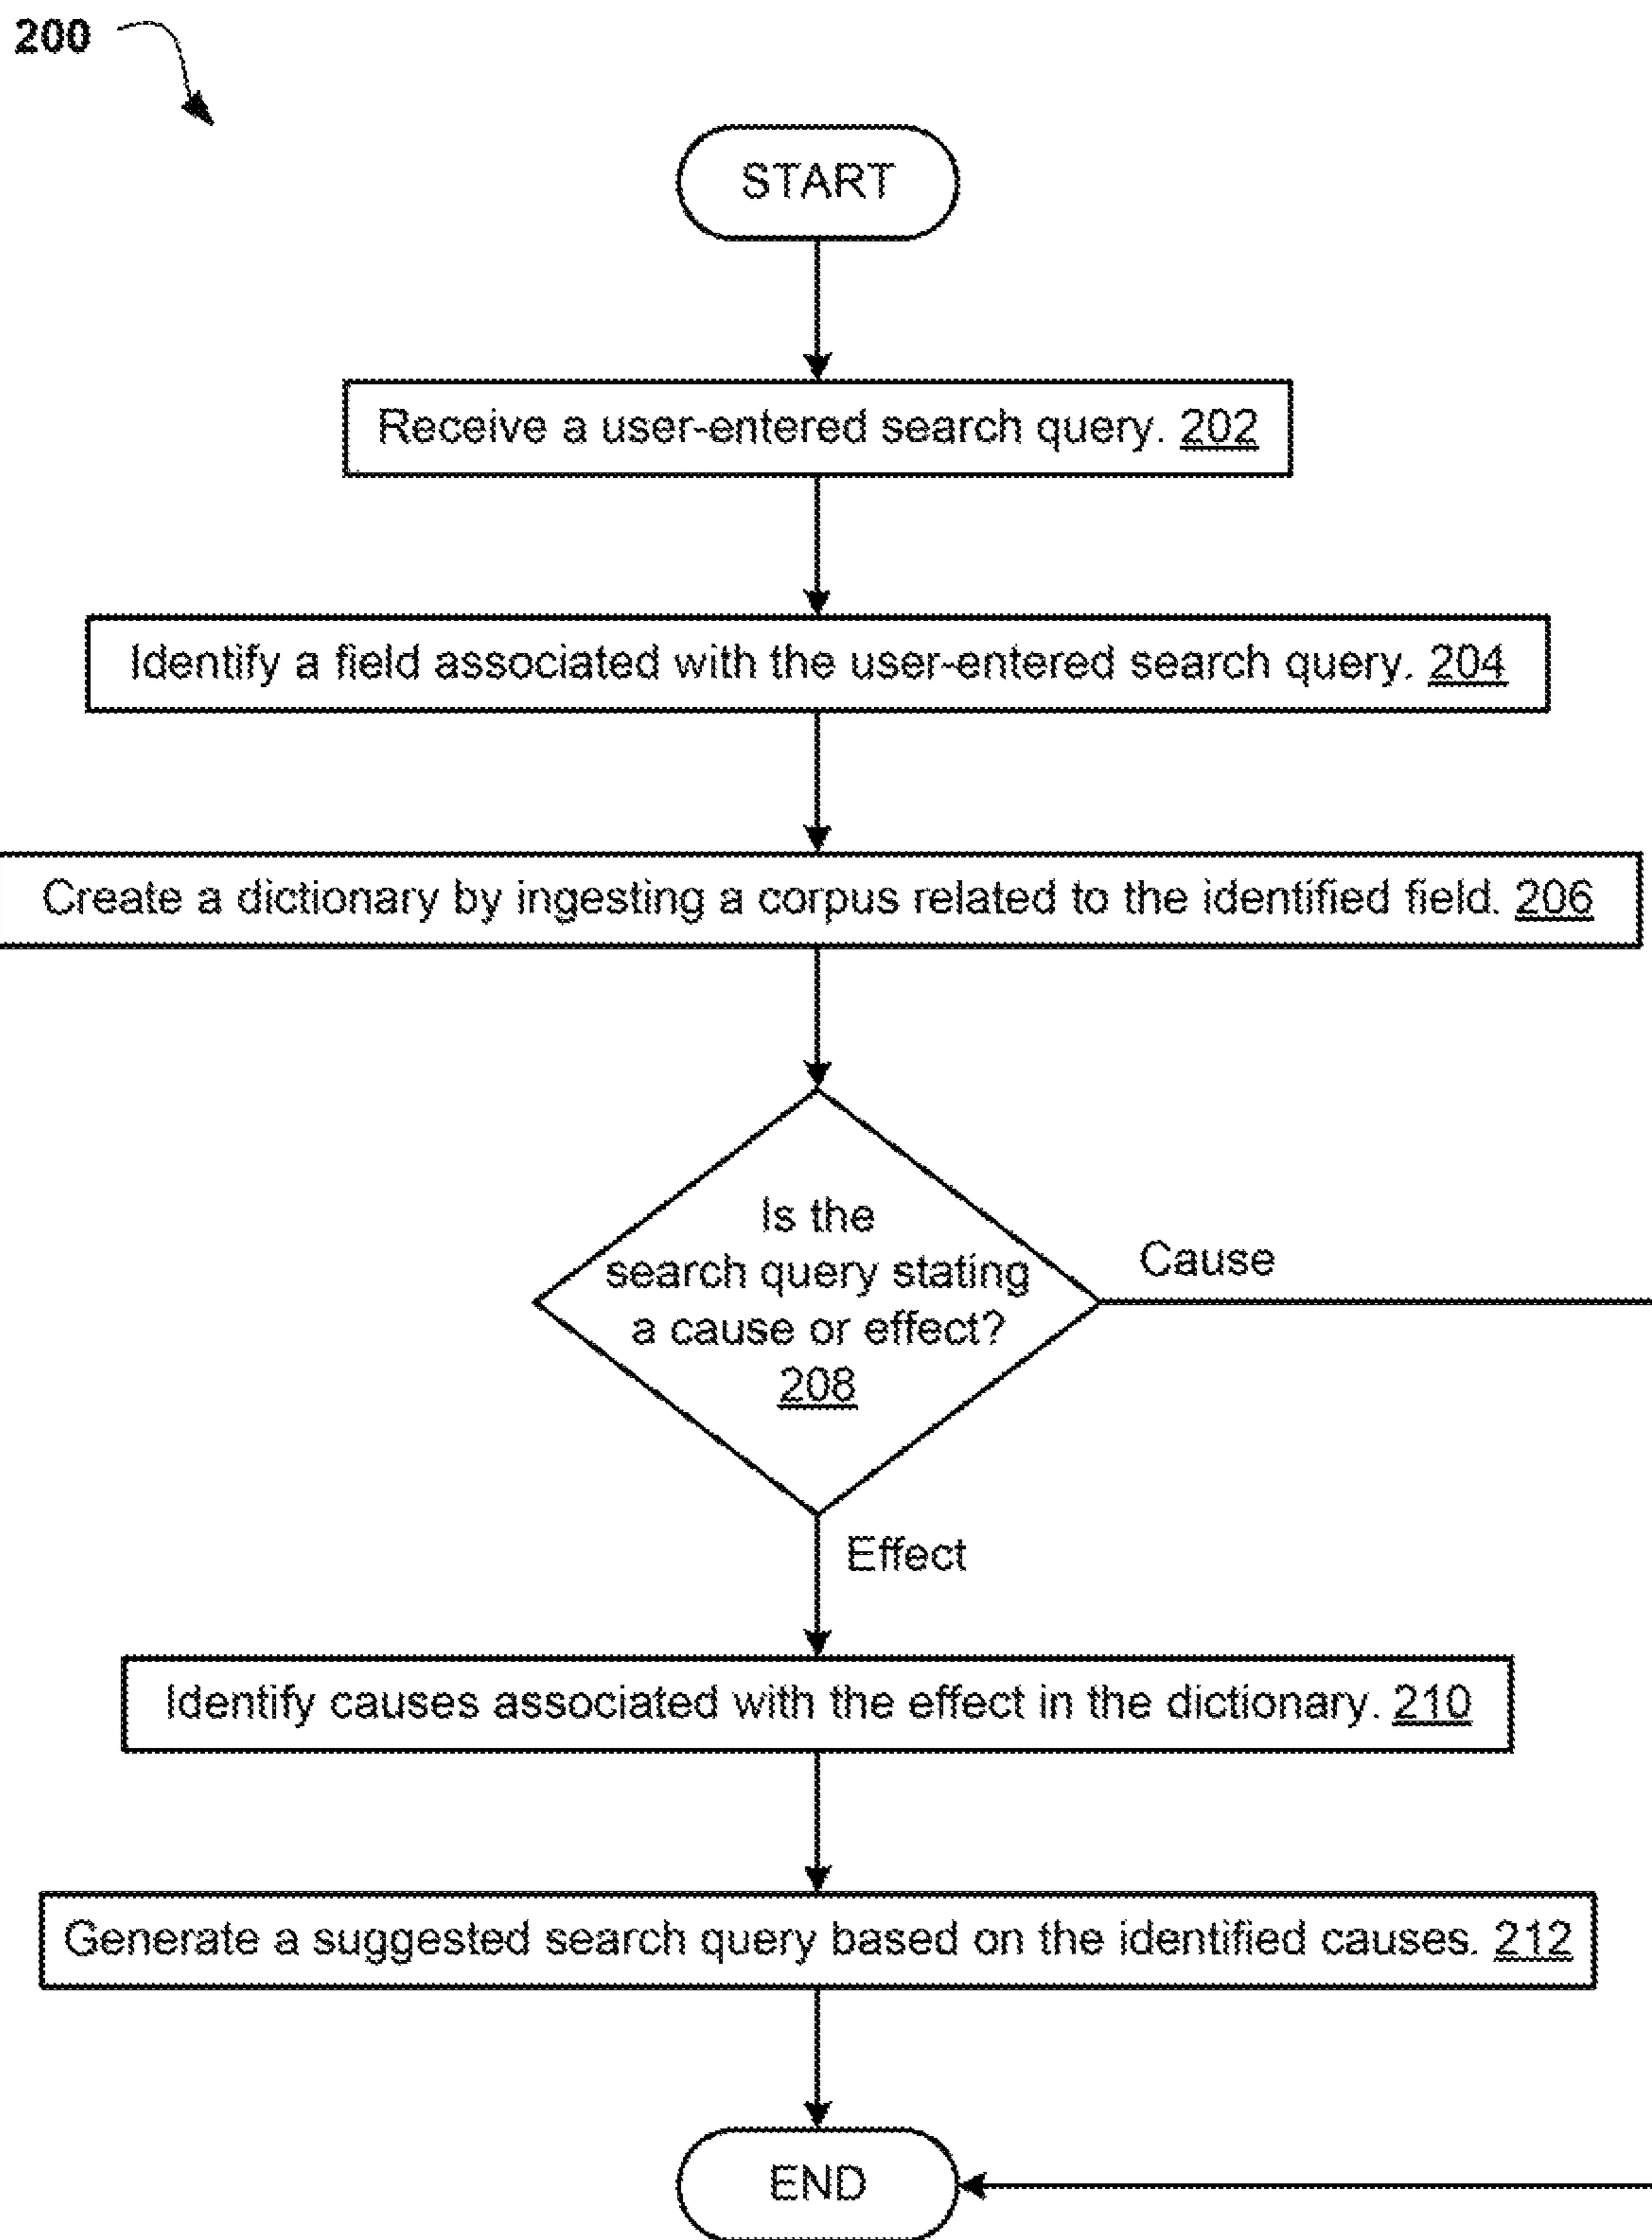 200
START
Receive a user-entered search query. 202
Identify a field associated with the user-entered search query. 204
Create a dictionary by ingesting a corpus related to the identified field. 206
Is the
search query stating
a cause or effect?
208
Cause
Effect
Identify causes associated with the effect in the dictionary. 210
Generate a suggested search query based on the identified causes. 212
END